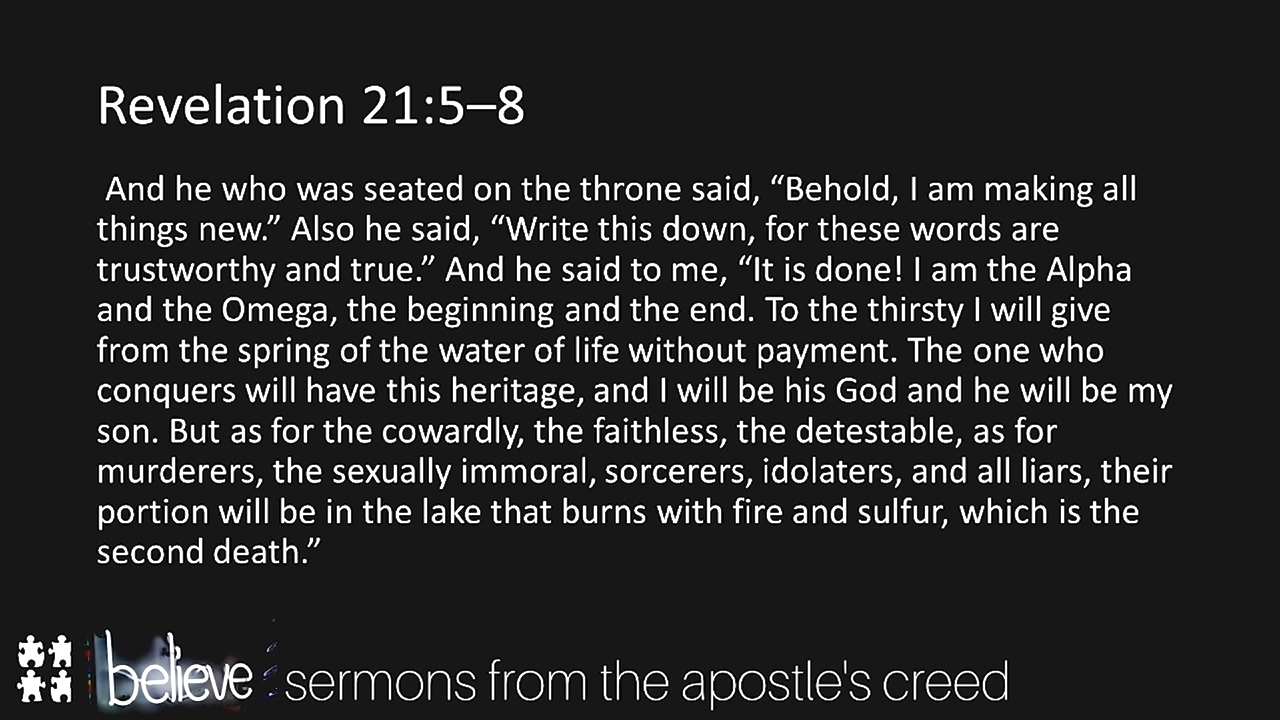 Revelation 21:5–8
And he who was seated on the throne said, “Behold, I am making all
things new.” Also he said, “Write this down, for these words are
trustworthy and true.” And he said to me, “It is done! I am the Alpha
and the Omega, the beginning and the end. To the thirsty I will give
from the spring of the water of life without payment. The one who
conquers will have this heritage, and I will be his God and he will be my
son. But as for the cowardly, the faithless, the detestable, as for
murderers, the sexually immoral, sorcerers, idolaters, and all liars, their
portion will be in the lake that burns with fire and sulfur, which is the
second death.”
believe sermons from the apostle's creed